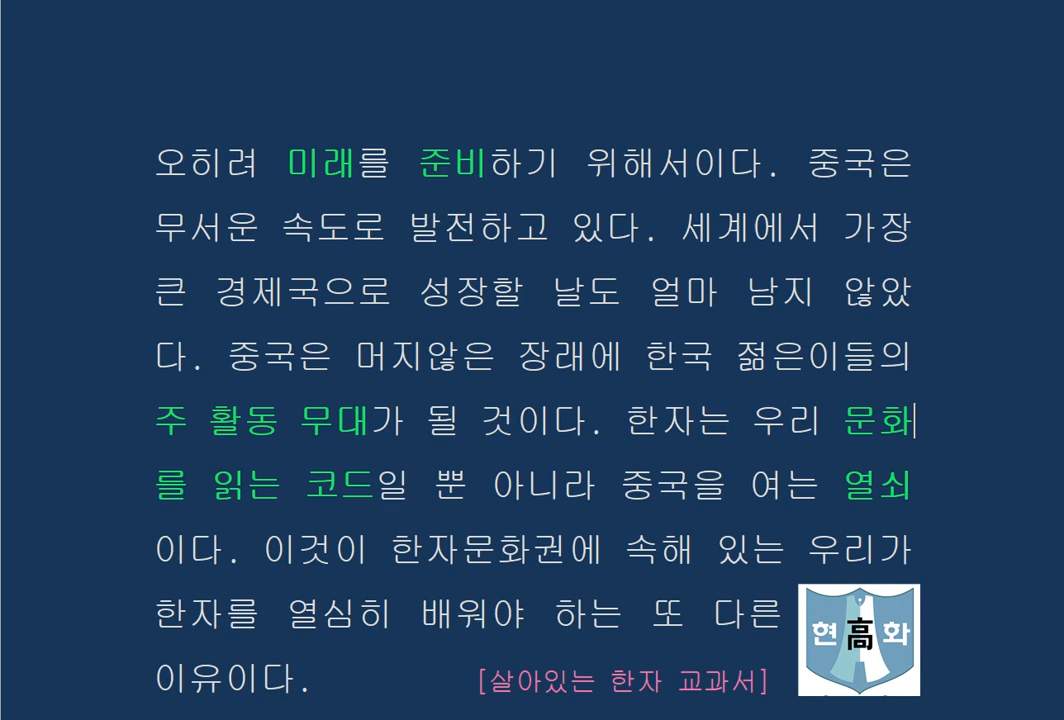 오히려 미래를 준비하기 위해서이다. 중국은
무서운 속도로 발전하고 있다. 세계에서 가장
큰 경제국으로 성장할 날도 얼마 남지 않았
다. 중국은 머지않은 장래에 한국 젊은이들의
주 활동 무대가 될 것이다. 한자는 우리 문화
를 읽는 코드일 뿐 아니라 중국을 여는 열쇠
이다. 이것이 한자문화권에 속해 있는 우리가
한자를 열심히 배워야 하는 또 다른
이유이다.
[살아있는 한자 교과서]
현高화